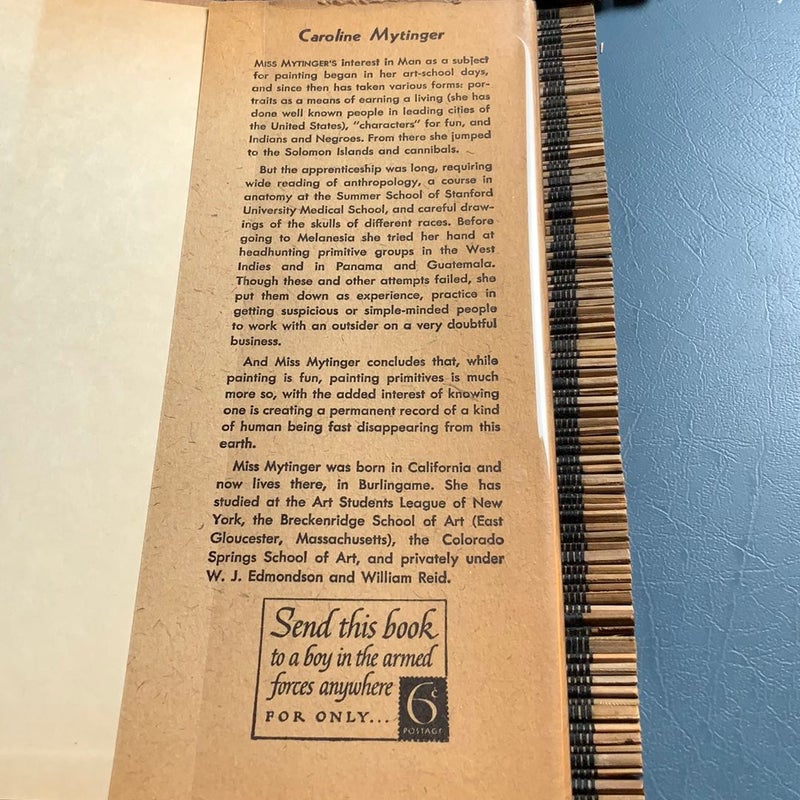 Caroline Mytinger
MISS MYTINGER'S interest in Man as a subject
for painting began in her art-school days,
and since then has taken various forms: por-
traits as a means of earning a living (she has
done well known people in leading cities of
the United States), "characters" for fun, and
Indians and Negroes. From there she jumped
to the Solomon Islands and cannibals.
But the apprenticeship was long, requiring
wide reading of anthropology, a course in
anatomy at the Summer School of Stanford
University Medical School, and careful draw-
ings of the skulls of different races. Before
going to Melanesia she tried her hand at
headhunting primitive groups in the West
Indies and in Panama and Guatemala.
Though these and other attempts failed, she
put them down as experience, practice in
getting suspicious or simple-minded people
to work with an outsider on a very doubtful
business.
And Miss Mytinger concludes that, while
painting is fun, painting primitives is much
more so, with the added interest of knowing
one is creating a permanent record of a kind
of human being fast disappearing from this
earth.
Miss Mytinger was born in California and
now lives there, in Burlingame. She has
studied at the Art Students League of New
York, the Breckenridge School of Art (East
Gloucester, Massachusetts), the Colorado
Springs School of Art, and privately under
W. J. Edmondson and William Reid.
Send this book
to a boy in the armed
forces anywhere
FOR ONLY... 6¢
POSTAGE